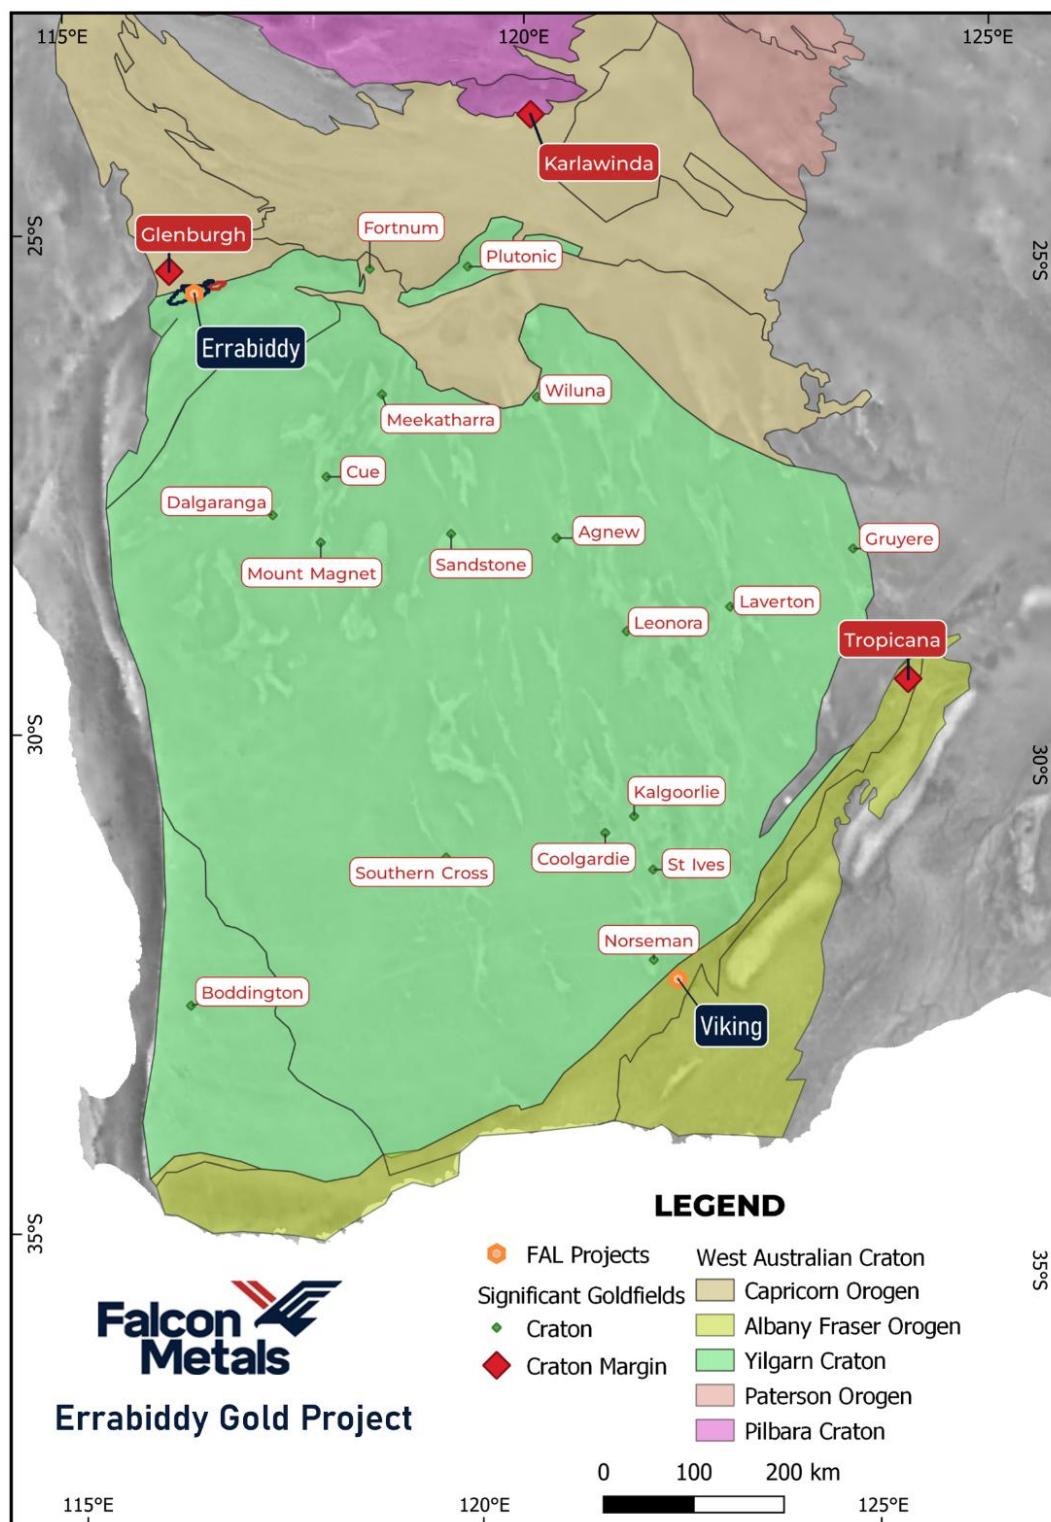 115°E
120°E
125°E
Karlawinda
Glenburgh
Fortnum
Plutonic
25°S
25°S
Errabiddy
Meekatharra
Wiluna
Cue
Dalgaranga
Agnew
Gruyere
Mount Magnet
Sandstone
Laverton
Leonora
Tropicana
30°S
30°S
Kalgoorlie
Coolgardie
St Ives
Southern Cross
Norseman
Boddington
Viking
35°S
35°S
LEGEND
FAL Projects
Significant Goldfields
Craton
Craton Margin
West Australian Craton
Capricorn Orogen
Albany Fraser Orogen
Yilgarn Craton
Paterson Orogen
Pilbara Craton
Falcon
Metals
Errabiddy Gold Project
0 100 200 km
115°E
120°E
125°E